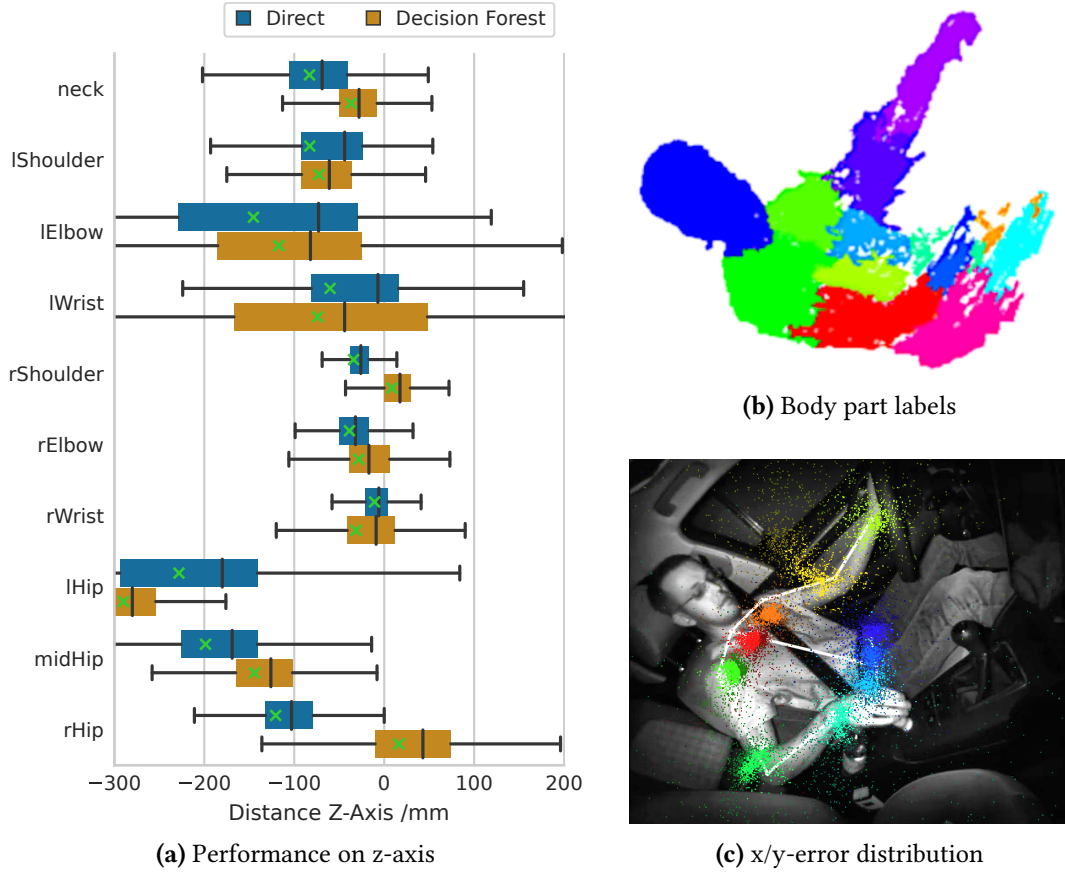 Direct Decision Forest
neck
lShoulder
lElbow
lWrist
rShoulder
rElbow
rWrist
lHip
midHip
rHip
−300 −200 −100 0 100 200
Distance Z-Axis /mm
(a) Performance on z-axis
(b) Body part labels
(c) x/y-error distribution